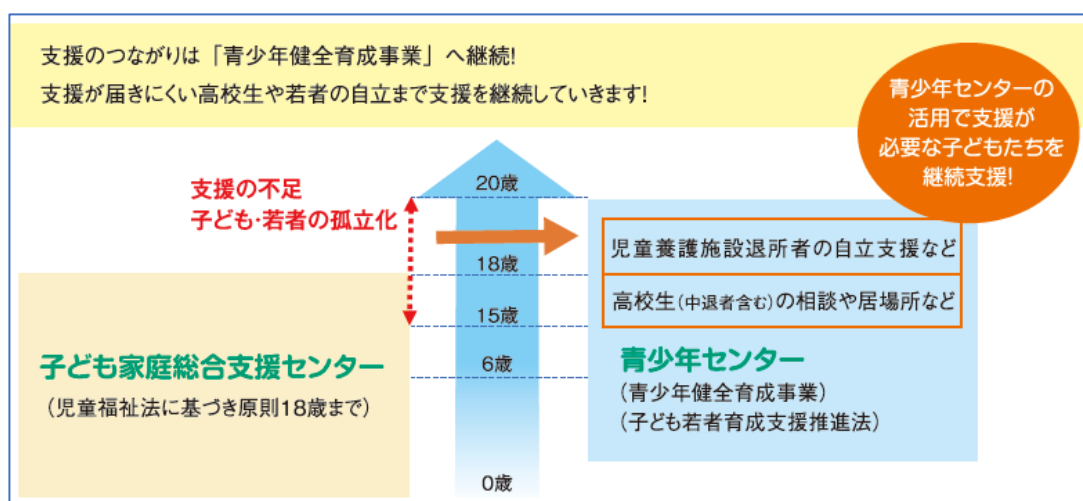 支援のつながりは「青少年健全育成事業」へ継続!
支援が届きにくい高校生や若者の自立まで支援を継続していきます!
青少年センターの
活用で支援が
必要な子どもたちを
継続支援!
支援の不足
子ども・若者の孤立化
20歳
18歳
15歳
6歳
0歳
児童養護施設退所者の自立支援など
高校生(中退者含む)の相談や居場所など
子ども家庭総合支援センター
(児童福祉法に基づき原則18歳まで)
青少年センター
(青少年健全育成事業)
(子ども若者育成支援推進法)